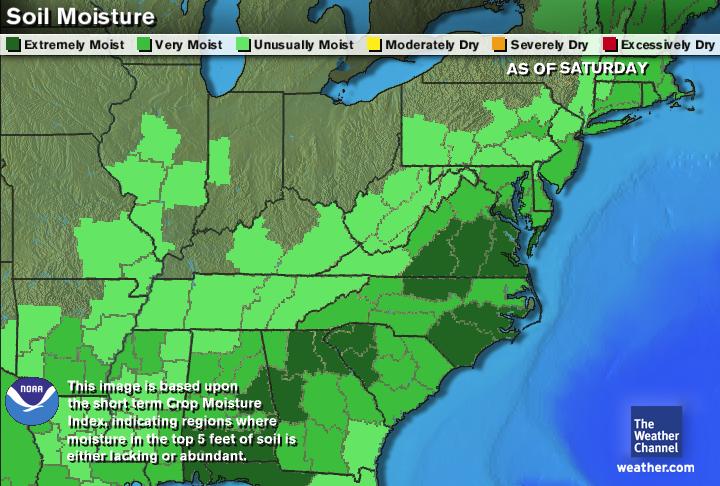 Soil Moisture
Extremely Moist Very Moist Unusually Moist Moderately Dry Severely Dry Excessively Dry
AS OF SATURDAY
NOAA
This image is based upon
the short term Crop Moisture
Index, indicating regions where
moisture in the top 5 feet of soil is
either lacking or abundant.
The
Weather
Channel
weather.com